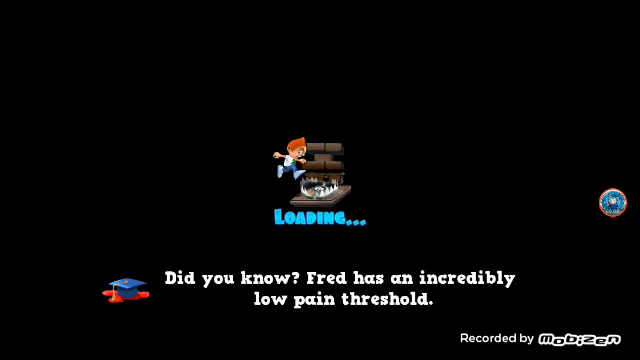 LOADING...
Did you know? Fred has an incredibly
low pain threshold.
Recorded by mobizen